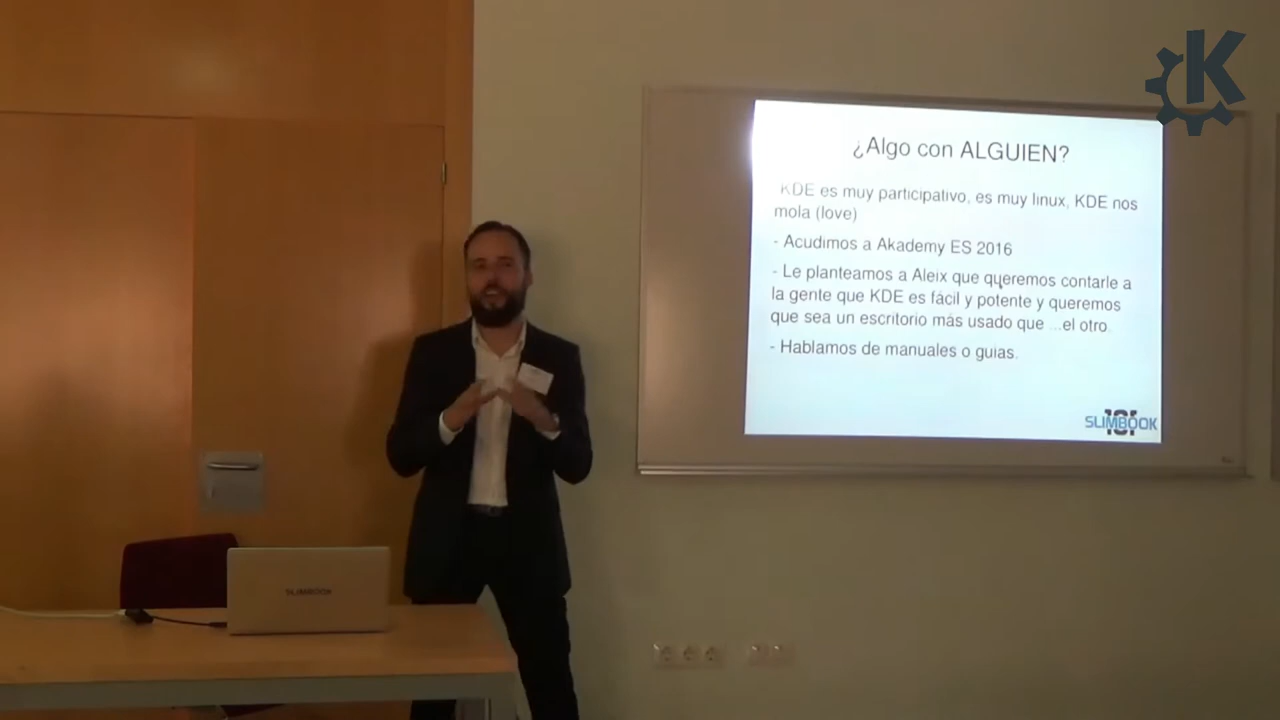 ¿Algo con ALGUIEN?
KDE es muy participativo, es muy linux, KDE nos
mola (love)
- Acudimos a Akademy ES 2016
- Le planteamos a Aleix que queremos contarle a
la gente que KDE es fácil y potente y queremos
que sea un escritorio más usado que ...el otro
- Hablamos de manuales o guias.
SLIMBOOK
SLIMBOOK